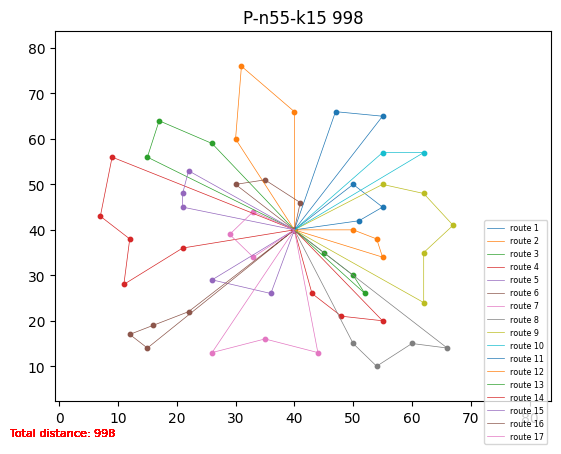 P-n55-k15 998
80
70
60
50
40
30
20
10
0 10 20 30 40 50 60 70
route 1
route 2
route 3
route 4
route 5
route 6
route 7
route 8
route 9
route 10
route 11
route 12
route 13
route 14
route 15
route 16
route 17
Total distance: 998